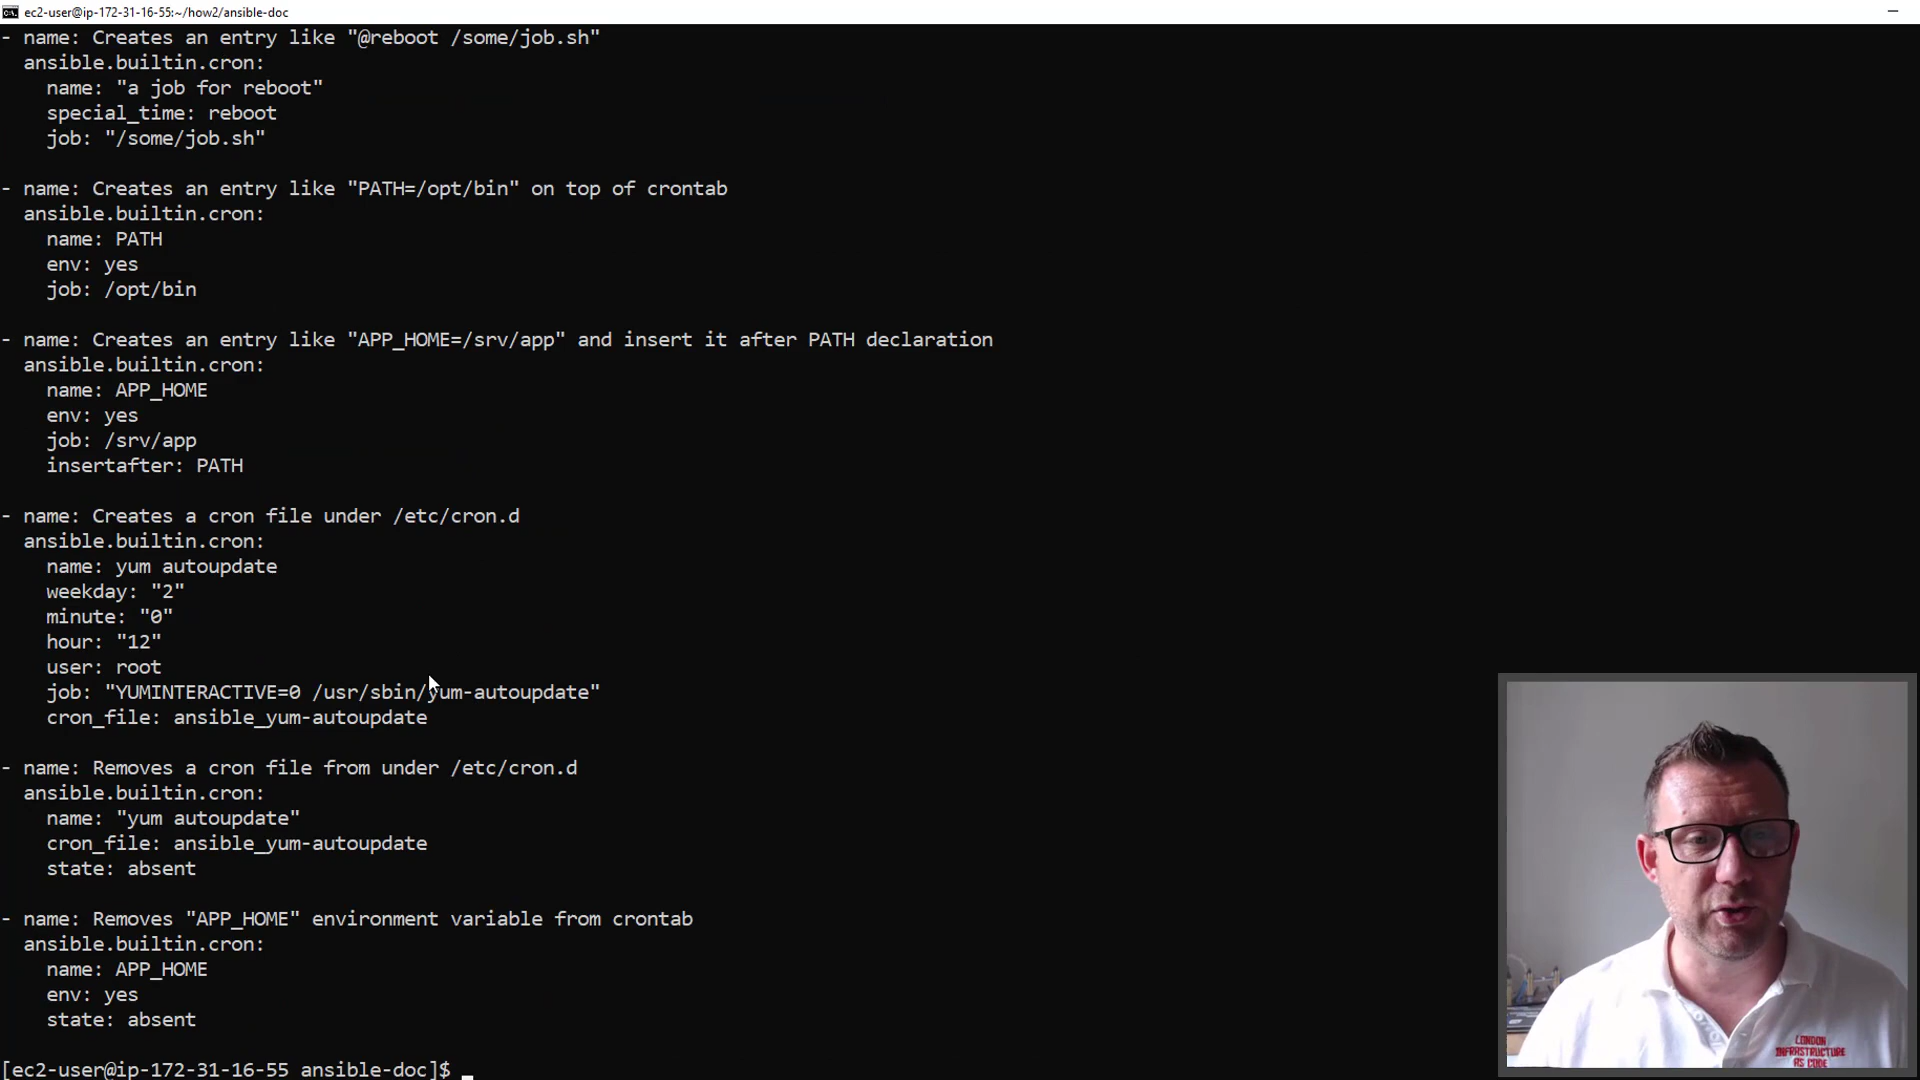 ec2-user@ip-172-31-16-55:~/how2/ansible-doc
- name: Creates an entry like "@reboot /some/job.sh"
  ansible.builtin.cron:
    name: "a job for reboot"
    special_time: reboot
    job: "/some/job.sh"
- name: Creates an entry like "PATH=/opt/bin" on top of crontab
  ansible.builtin.cron:
    name: PATH
    env: yes
    job: /opt/bin
- name: Creates an entry like "APP_HOME=/srv/app" and insert it after PATH declaration
  ansible.builtin.cron:
    name: APP_HOME
    env: yes
    job: /srv/app
    insertafter: PATH
- name: Creates a cron file under /etc/cron.d
  ansible.builtin.cron:
    name: yum autoupdate
    weekday: "2"
    minute: "0"
    hour: "12"
    user: root
    job: "YUMINTERACTIVE=0 /usr/sbin/yum-autoupdate"
    cron_file: ansible_yum-autoupdate
- name: Removes a cron file from under /etc/cron.d
  ansible.builtin.cron:
    name: "yum autoupdate"
    cron_file: ansible_yum-autoupdate
    state: absent
- name: Removes "APP_HOME" environment variable from crontab
  ansible.builtin.cron:
    name: APP_HOME
    env: yes
    state: absent
[ec2-user@ip-172-31-16-55 ansible-doc]$
LONDON
INFRASTRUCTURE
AS CODE